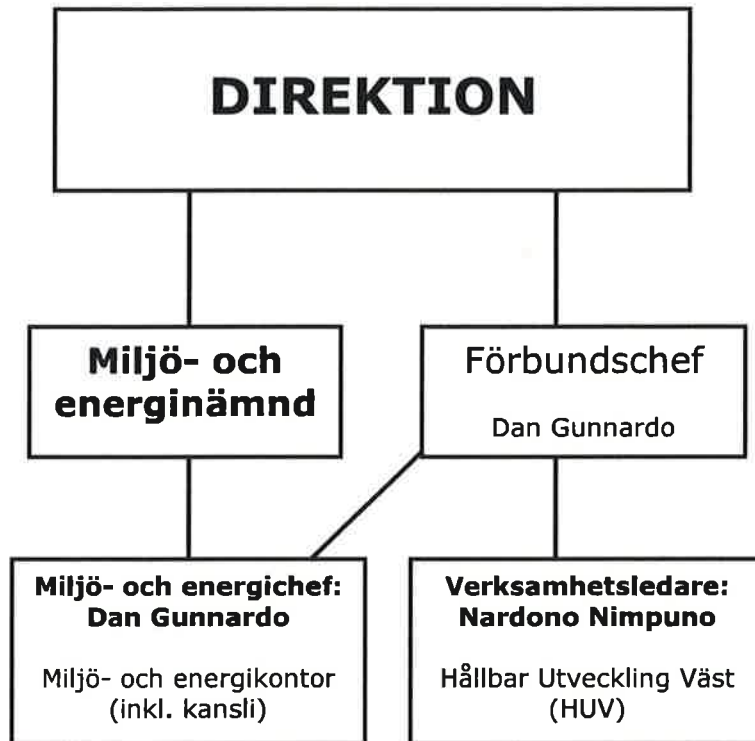 DIREKTION
Miljö- och
energinämnd
Förbundschef
Dan Gunnardo
Miljö- och energichef:
Dan Gunnardo
Miljö- och energikontor
(inkl. kansli)
Verksamhetsledare:
Nardono Nimpuno
Hållbar Utveckling Väst
(HUV)